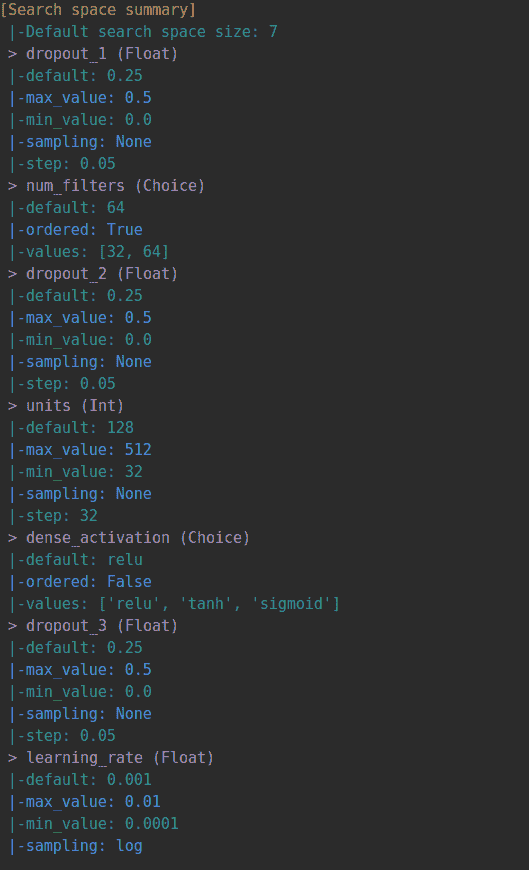 [Search space summary]
|-Default search space size: 7
> dropout_1 (Float)
|-default: 0.25
|-max_value: 0.5
|-min_value: 0.0
|-sampling: None
|-step: 0.05
> num_filters (Choice)
|-default: 64
|-ordered: True
|-values: [32, 64]
> dropout_2 (Float)
|-default: 0.25
|-max_value: 0.5
|-min_value: 0.0
|-sampling: None
|-step: 0.05
> units (Int)
|-default: 128
|-max_value: 512
|-min_value: 32
|-sampling: None
|-step: 32
> dense_activation (Choice)
|-default: relu
|-ordered: False
|-values: ['relu', 'tanh', 'sigmoid']
> dropout_3 (Float)
|-default: 0.25
|-max_value: 0.5
|-min_value: 0.0
|-sampling: None
|-step: 0.05
> learning_rate (Float)
|-default: 0.001
|-max_value: 0.01
|-min_value: 0.0001
|-sampling: log